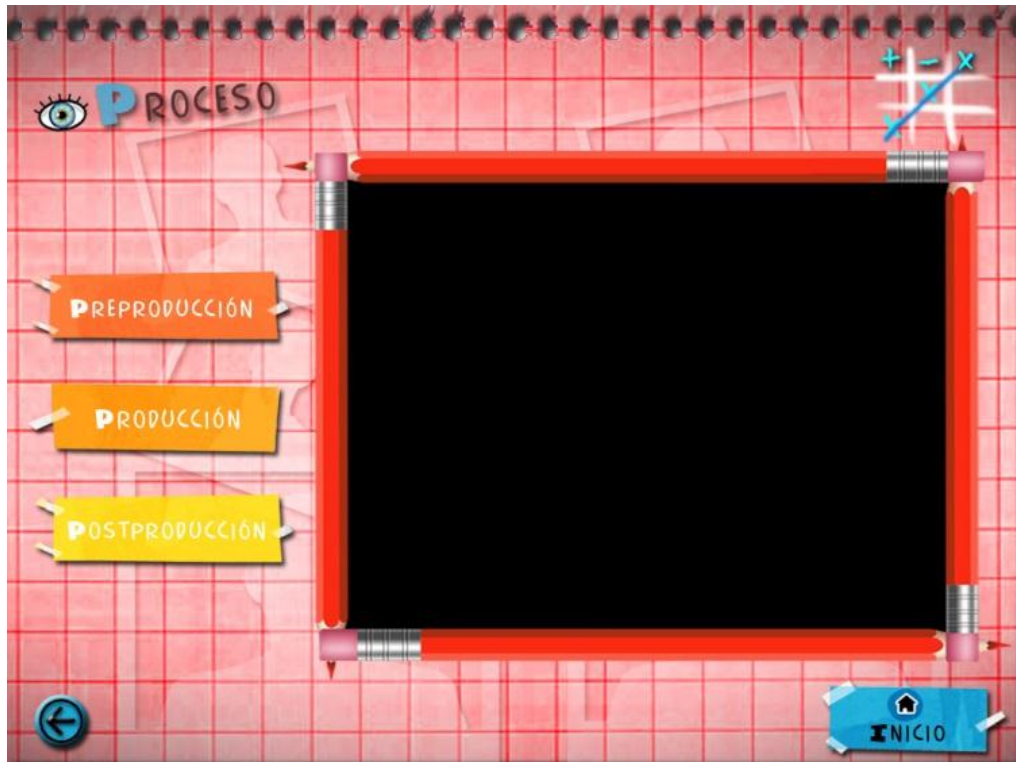 PROCESO
+ - x
x
x
PREPRODUCCIÓN
PRODUCCIÓN
POSTPRODUCCIÓN
INICIO